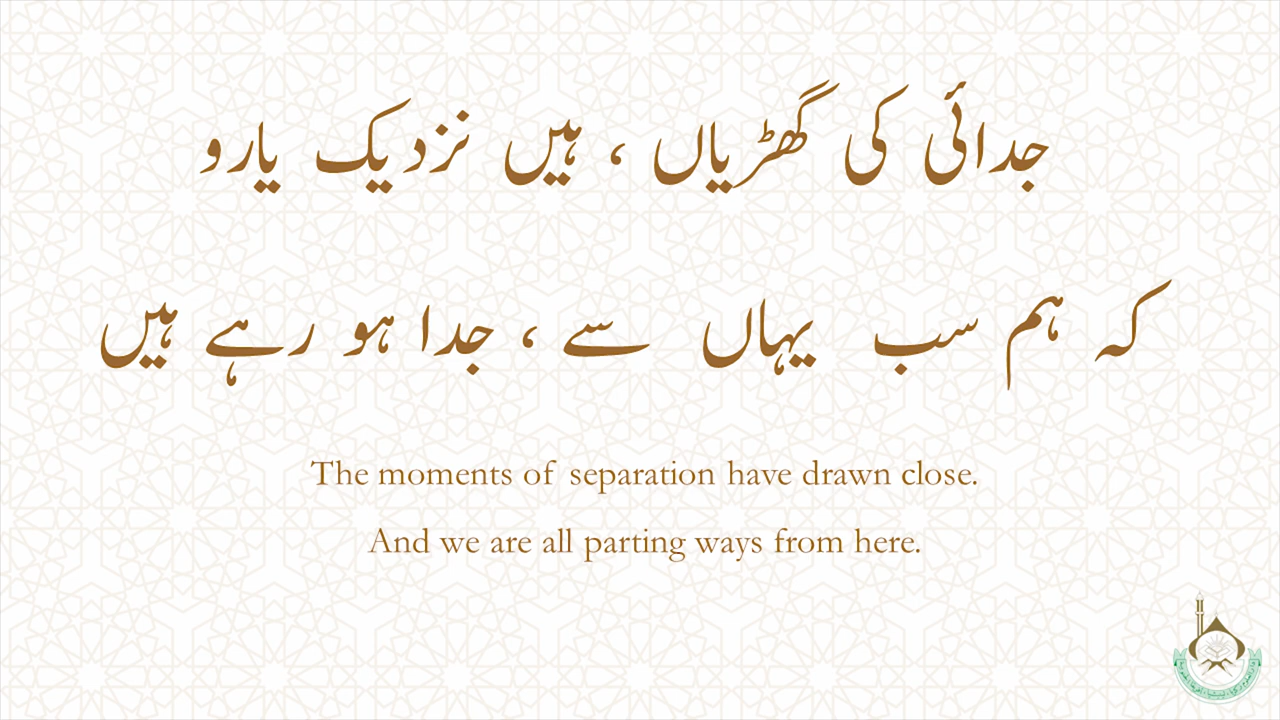 جدائی کی گھڑیاں ، ہیں نزدیک یارو
کہ ہم سب یہاں سے ، جدا ہو رہے ہیں
The moments of separation have drawn close.
And we are all parting ways from here.